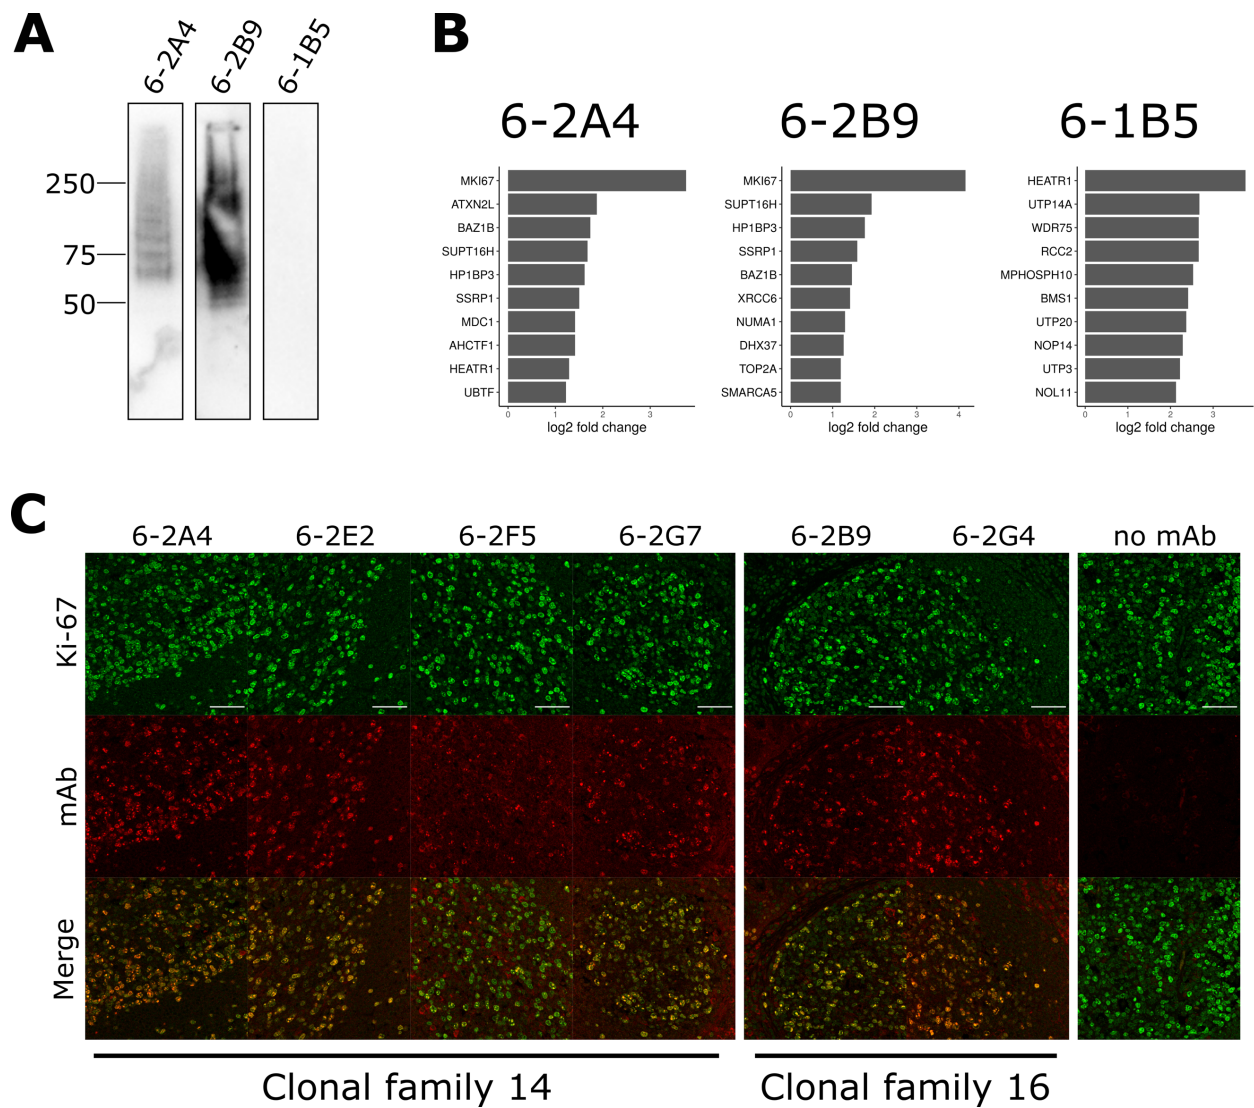 A
6-2A4
6-2B9
6-1B5
250
75
50
B
6-2A4
MKI67
ATXN2L
BAZ1B
SUPT16H
HP1BP3
SSRP1
MDC1
AHCTF1
HEATR1
UBTF
0 1 2 3
log2 fold change
6-2B9
MKI67
SUPT16H
HP1BP3
SSRP1
BAZ1B
XRCC6
NUMA1
DHX37
TOP2A
SMARCA5
0 1 2 3 4
log2 fold change
6-1B5
HEATR1
UTP14A
WDR75
RCC2
MPHOSPH10
BMS1
UTP20
NOP14
UTP3
NOL11
0 1 2 3
log2 fold change
C
6-2A4 6-2E2 6-2F5 6-2G7 6-2B9 6-2G4 no mAb
Ki-67
mAb
Merge
Clonal family 14 Clonal family 16